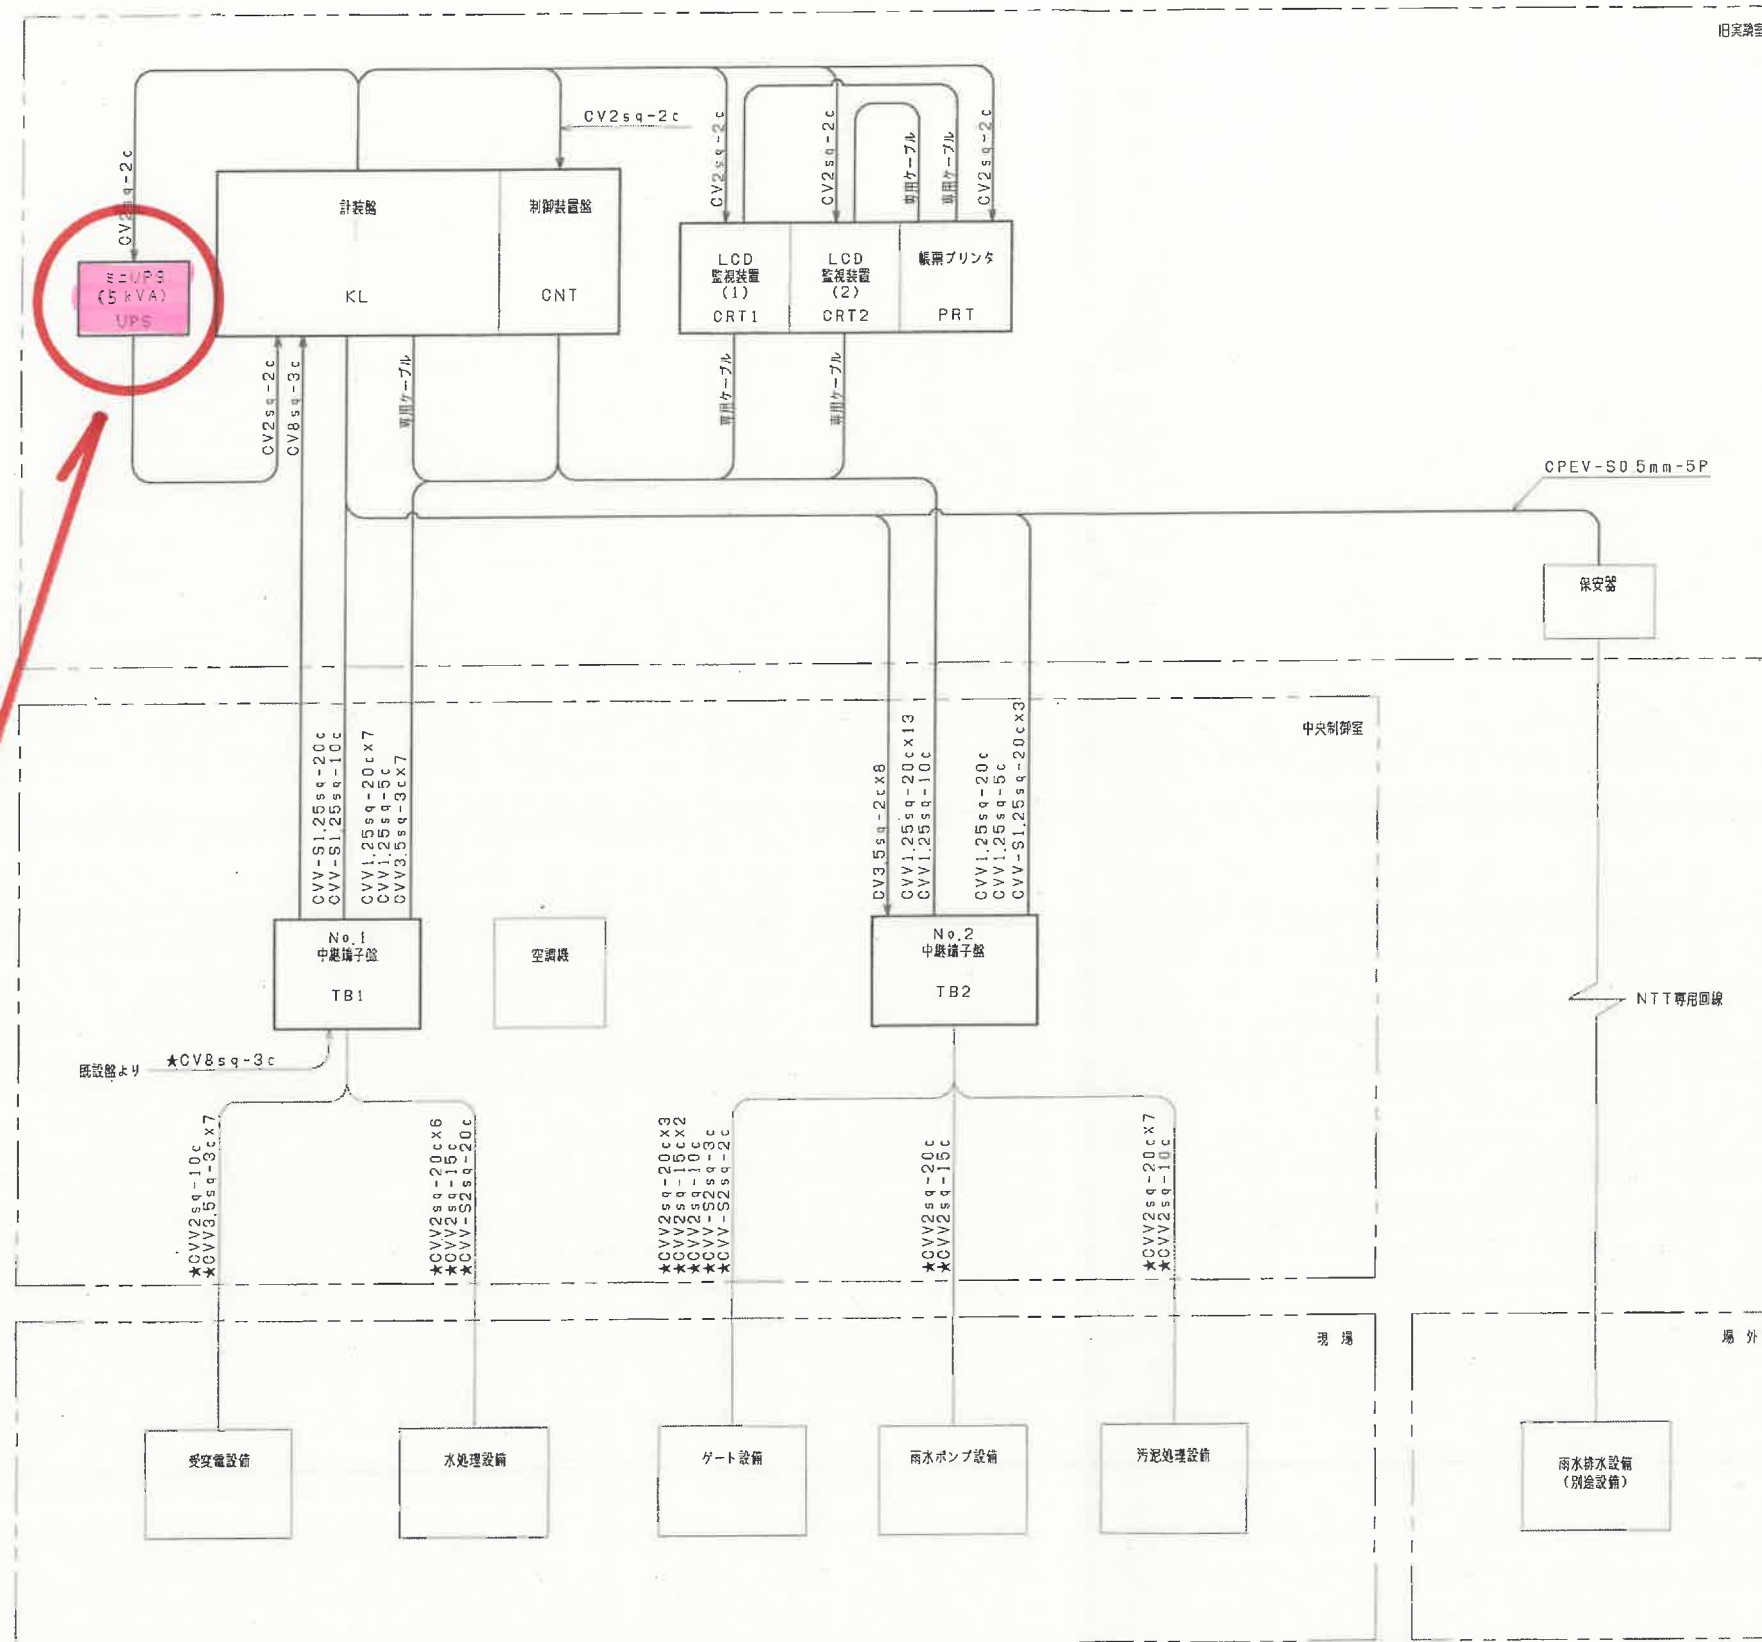 旧実験室
CV2sq-2c
CV2sq-2c
CV2sq-2c
CV2sq-2c
専用ケーブル
専用ケーブル
CV2sq-2c
ミニUPS
(5kVA)
UPS
計装盤
KL
制御装置盤
CNT
LCD
監視装置
(1)
CRT1
LCD
監視装置
(2)
CRT2
帳票プリンタ
PRT
CV2sq-2c
CV8sq-3c
専用ケーブル
専用ケーブル
専用ケーブル
CPEV-S0.5mm-5P
保安器
中央制御室
CVV-S1.25sq-20c
CVV-S1.25sq-10c
CVV1.25sq-20cx7
CVV1.25sq-5c
CVV3.5sq-3cx7
CV3.5sq-2cx8
CVV1.25sq-20cx13
CVV1.25sq-10c
CVV1.25sq-20c
CVV1.25sq-5c
CVV-S1.25sq-20cx3
No.1
中継端子盤
TB1
空調機
No.2
中継端子盤
TB2
NTT専用回線
既設盤より
★CV8sq-3c
★CVV2sq-10c
★CVV3.5sq-3cx7
★CVV2sq-20cx6
★CVV2sq-15c
★CVV-S2sq-20c
★CVV2sq-20cx3
★CVV2sq-15cx2
★CVV2sq-10c
★CVV-S2sq-3c
★CVV-S2sq-2c
★CVV2sq-20c
★CVV2sq-15c
★CVV2sq-20cx7
★CVV2sq-10c
現場
場外
受変電設備
水処理設備
ゲート設備
雨水ポンプ設備
汚泥処理設備
雨水排水設備
(別途設備)